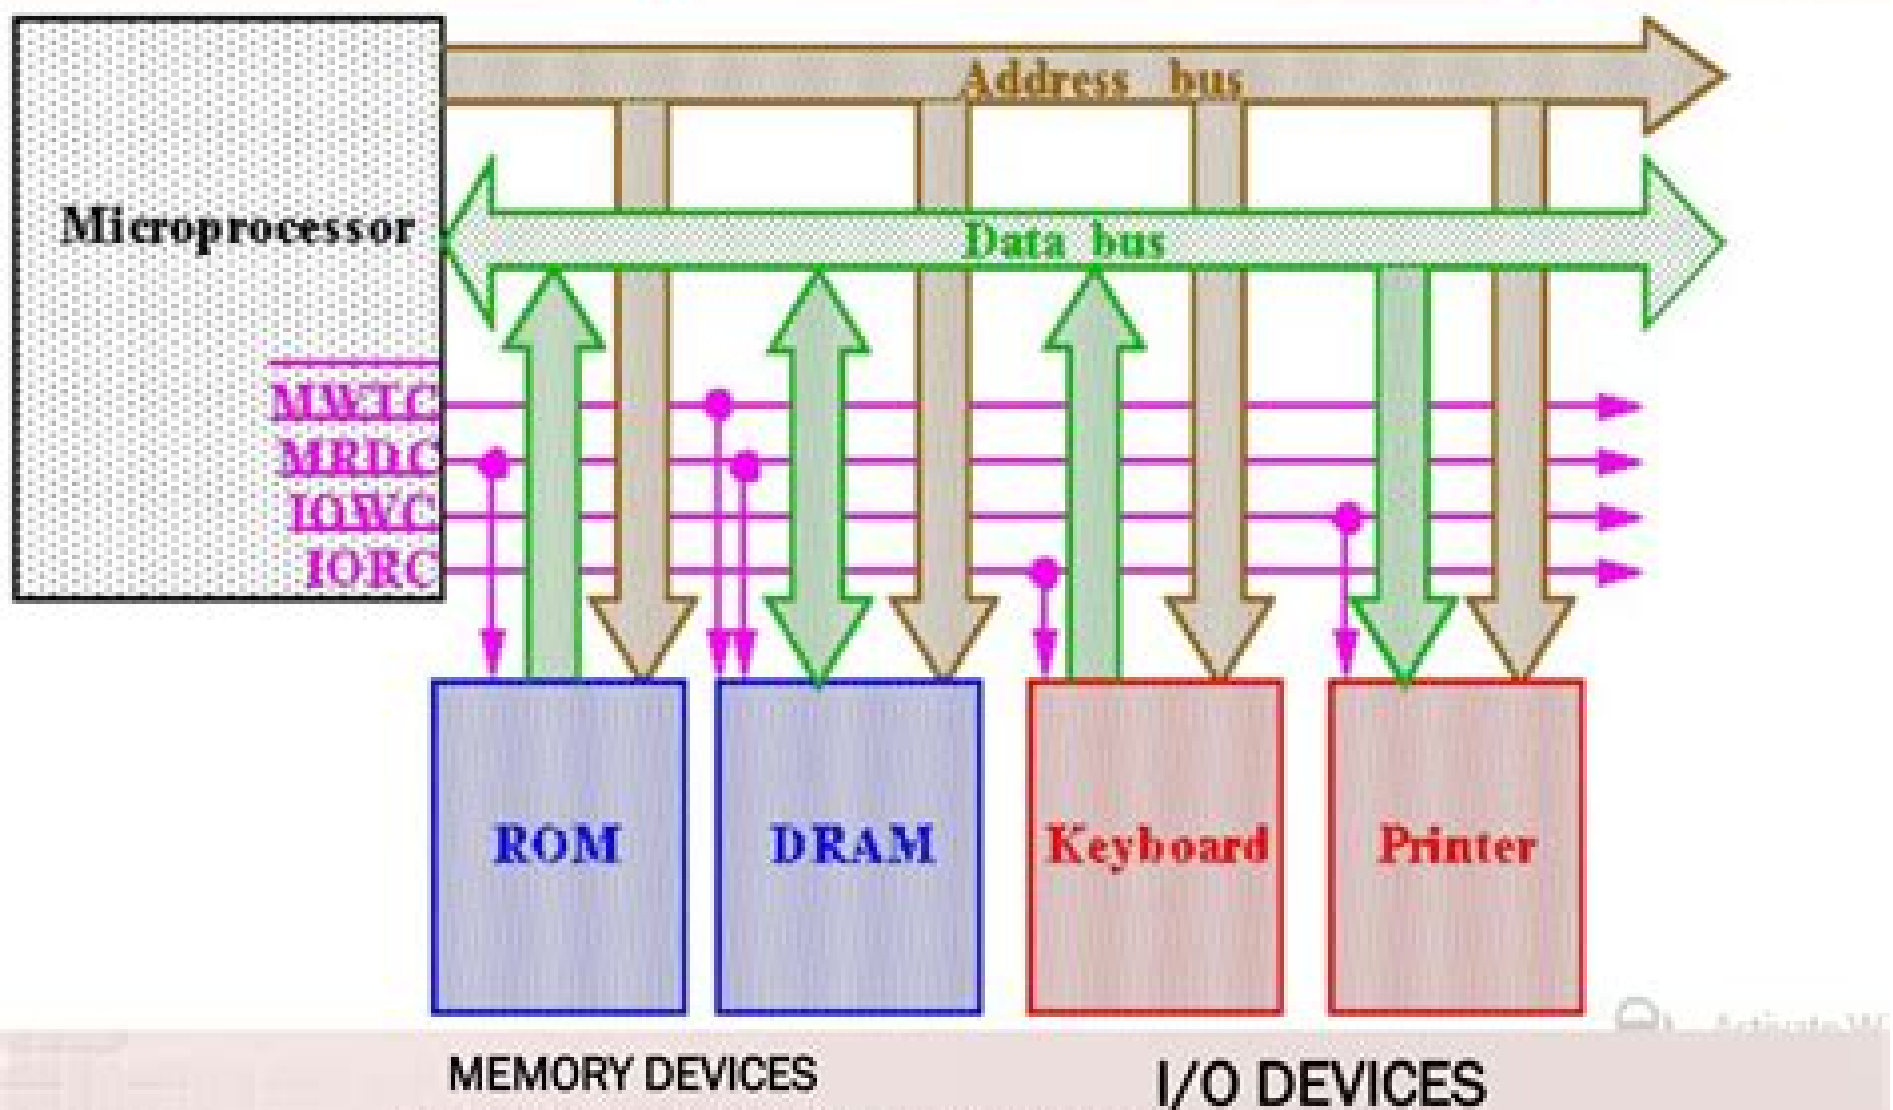 Address bus
Microprocessor
Data bus
MWTC
MRDC
IOWC
IORC
ROM
DRAM
Keyboard
Printer
MEMORY DEVICES
I/O DEVICES